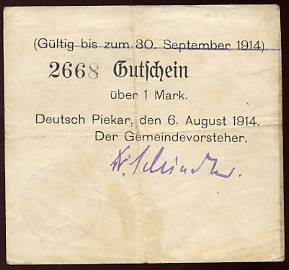 (Gültig bis zum 30. September 1914)
2668 Gutschein
über 1 Mark.
Deutsch Piekar, den 6. August 1914.
Der Gemeindevorsteher.